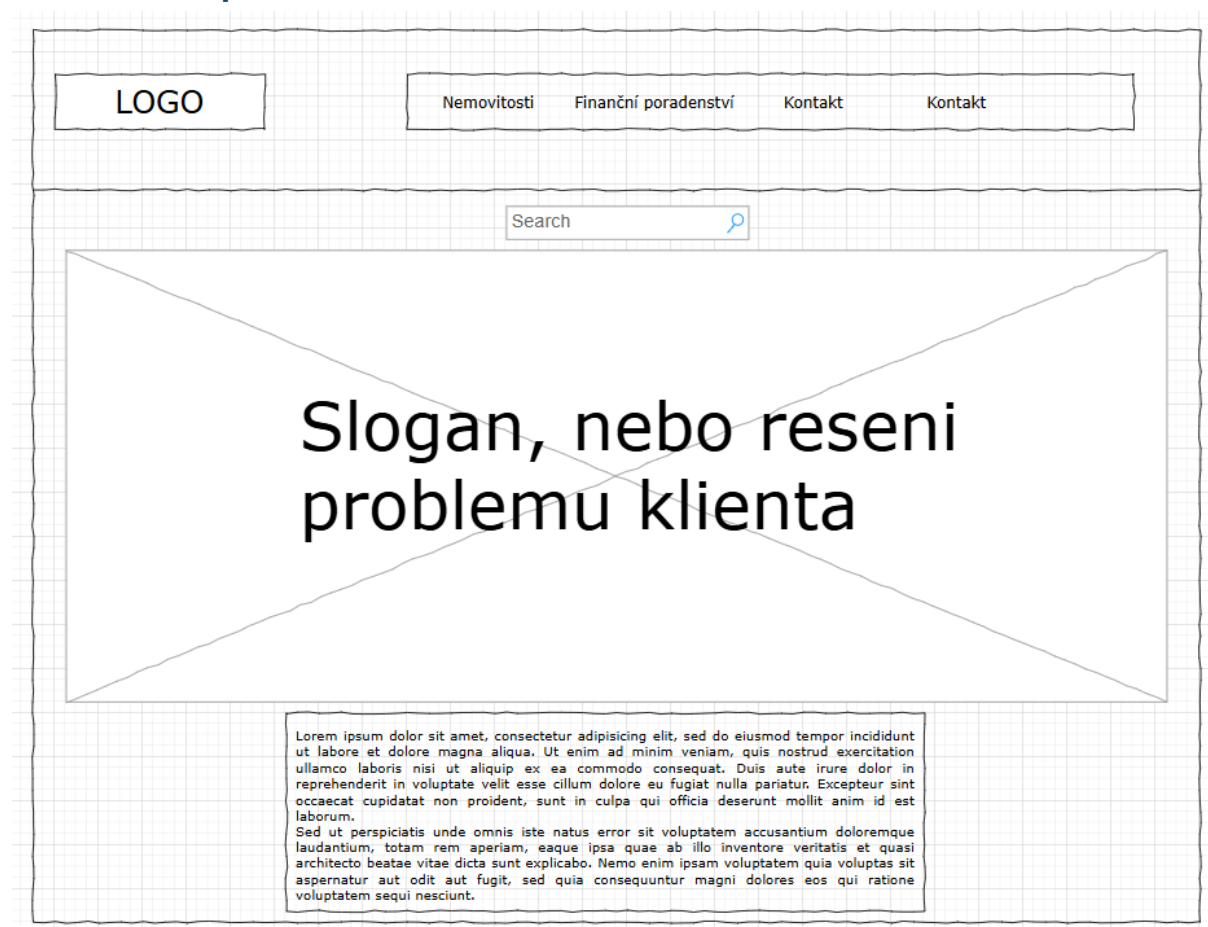 LOGO
Nemovitosti Finanční poradenství Kontakt Kontakt
Search
Slogan, nebo reseni
problemu klienta
Lorem ipsum dolor sit amet, consectetur adipisicing elit, sed do eiusmod tempor incididunt
ut labore et dolore magna aliqua. Ut enim ad minim veniam, quis nostrud exercitation
ullamco laboris nisi ut aliquip ex ea commodo consequat. Duis aute irure dolor in
reprehenderit in voluptate velit esse cillum dolore eu fugiat nulla pariatur. Excepteur sint
occaecat cupidatat non proident, sunt in culpa qui officia deserunt mollit anim id est
laborum.
Sed ut perspiciatis unde omnis iste natus error sit voluptatem accusantium doloremque
laudantium, totam rem aperiam, eaque ipsa quae ab illo inventore veritatis et quasi
architecto beatae vitae dicta sunt explicabo. Nemo enim ipsam voluptatem quia voluptas sit
aspernatur aut odit aut fugit, sed quia consequuntur magni dolores eos qui ratione
voluptatem sequi nesciunt.